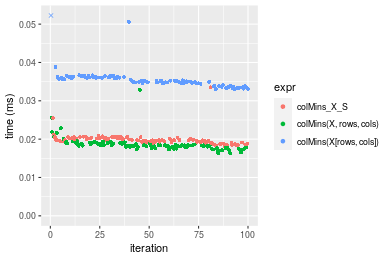 0.05
0.04
0.03
0.02
0.01
0.00
time (ms)
0
25
50
75
100
iteration
expr
colMins_X_S
colMins(X, rows, cols)
colMins(X[rows, cols])